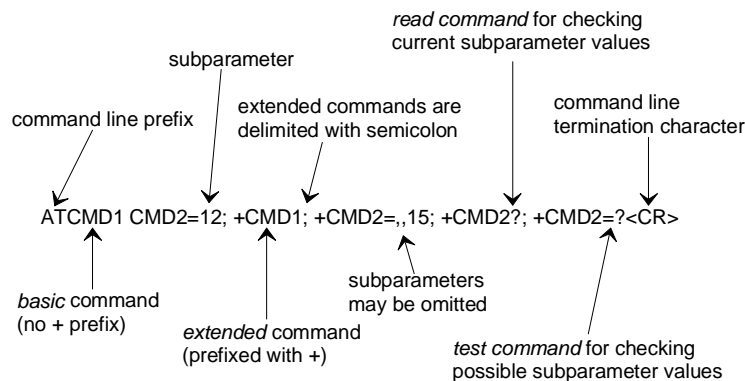 read command for checking
current subparameter values
subparameter
extended commands are
delimited with semicolon
command line
termination character
command line prefix
ATCMD1 CMD2=12; +CMD1; +CMD2=,,15; +CMD2?; +CMD2=?<CR>
subparameters
may be omitted
basic command
(no + prefix)
extended command
(prefixed with +)
test command for checking
possible subparameter values